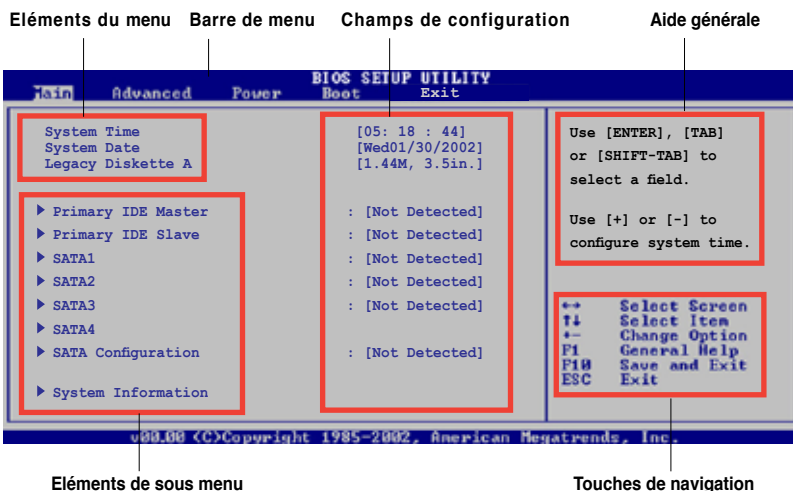 Eléments du menu Barre de menu Champs de configuration Aide générale
BIOS SETUP UTILITY
Main Advanced Power Boot Exit
System Time [05: 18 : 44]
System Date [Wed01/30/2002]
Legacy Diskette A [1.44M, 3.5in.]
Use [ENTER], [TAB]
or [SHIFT-TAB] to
select a field.
Use [+] or [-] to
configure system time.
Primary IDE Master : [Not Detected]
Primary IDE Slave : [Not Detected]
SATA1 : [Not Detected]
SATA2 : [Not Detected]
SATA3 : [Not Detected]
SATA4
SATA Configuration : [Not Detected]
System Information
↔ Select Screen
↑↓ Select Item
+- Change Option
F1 General Help
F10 Save and Exit
ESC Exit
v00.00 (C)Copyright 1985-2002, American Megatrends, Inc.
Eléments de sous menu Touches de navigation